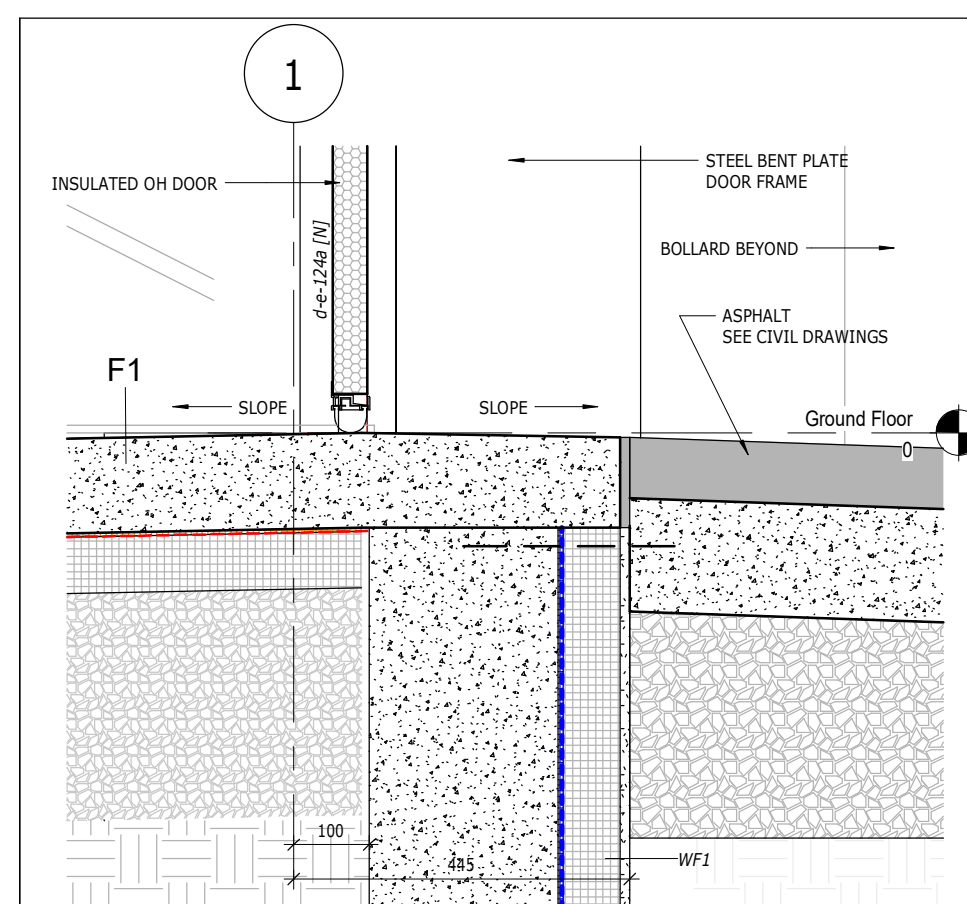 1
STEEL BENT PLATE
DOOR FRAME
INSULATED OH DOOR
d-e-124a [N]
BOLLARD BEYOND
ASPHALT
SEE CIVIL DRAWINGS
F1
SLOPE
SLOPE
Ground Floor
0
100
445
WF1